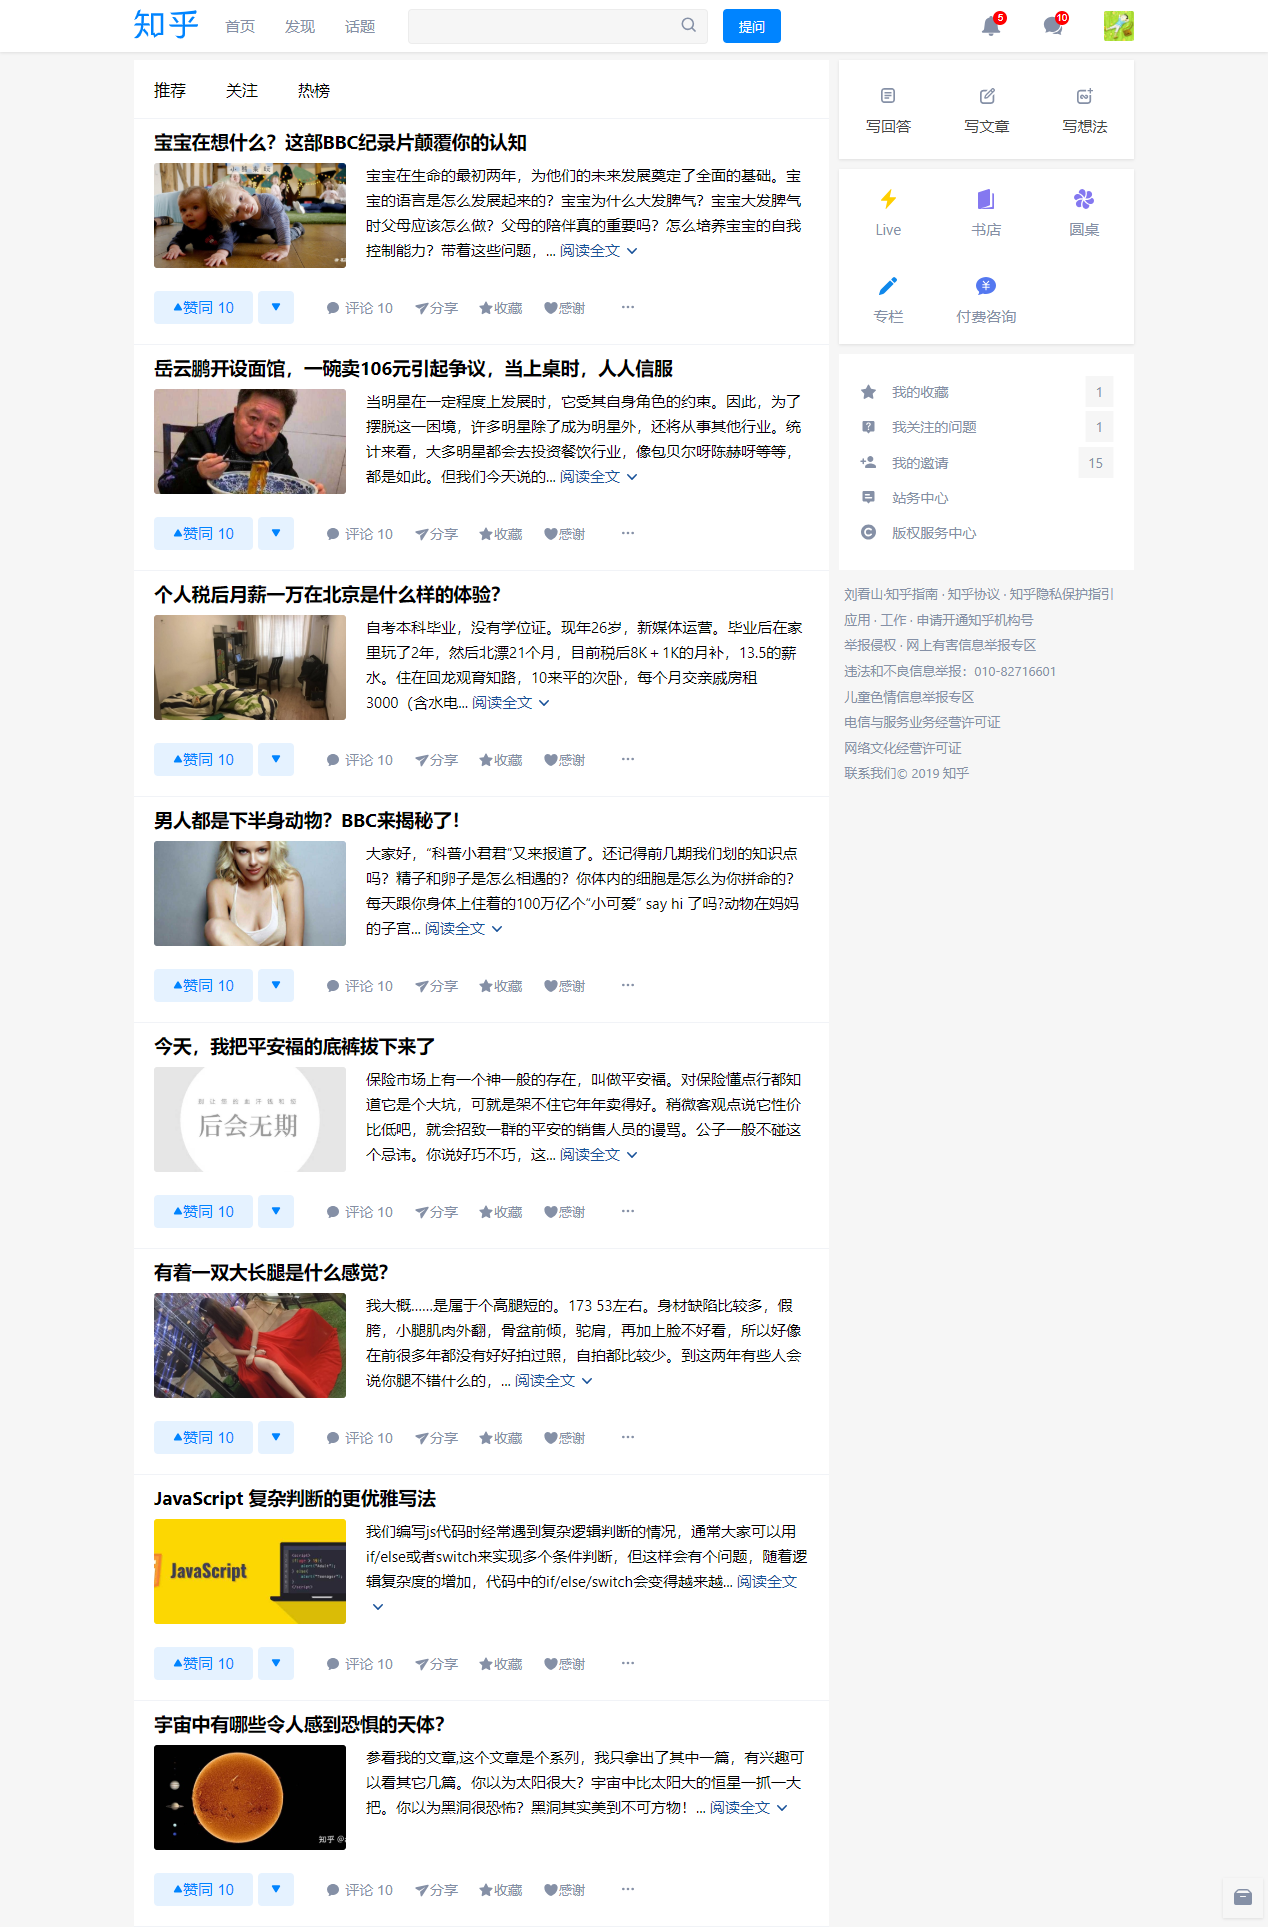 知乎 首页 发现 话题 提问 5 10
推荐 关注 热榜
宝宝在想什么？这部BBC纪录片颠覆你的认知
宝宝在生命的最初两年，为他们的未来发展奠定了全面的基础。宝
宝的语言是怎么发展起来的？宝宝为什么大发脾气？宝宝大发脾气
时父母应该怎么做？父母的陪伴真的重要吗？怎么培养宝宝的自我
控制能力？带着这些问题，... 阅读全文
赞同 10 评论 10 分享 收藏 感谢 ...
岳云鹏开设面馆，一碗卖106元引起争议，当上桌时，人人信服
当明星在一定程度上发展时，它受其自身角色的约束。因此，为了
摆脱这一困境，许多明星除了成为明星外，还将从事其他行业。统
计来看，大多明星都会去投资餐饮行业，像包贝尔呀陈赫呀等等，
都是如此。但我们今天说的... 阅读全文
赞同 10 评论 10 分享 收藏 感谢 ...
个人税后月薪一万在北京是什么样的体验？
自考本科毕业，没有学位证。现年26岁，新媒体运营。毕业后在家
里玩了2年，然后北漂21个月，目前税后8K＋1K的月补，13.5的薪
水。住在回龙观育知路，10来平的次卧，每个月交亲戚房租
3000（含水电... 阅读全文
赞同 10 评论 10 分享 收藏 感谢 ...
男人都是下半身动物？BBC来揭秘了！
大家好，“科普小君君”又来报道了。还记得前几期我们划的知识点
吗？精子和卵子是怎么相遇的？你体内的细胞是怎么为你拼命的？
每天跟你身体上住着的100万亿个“小可爱” say hi 了吗?动物在妈妈
的子宫... 阅读全文
赞同 10 评论 10 分享 收藏 感谢 ...
今天，我把平安福的底裤拔下来了
后会无期
保险市场上有一个神一般的存在，叫做平安福。对保险懂点行都知
道它是个大坑，可就是架不住它年年卖得好。稍微客观点说它性价
比低吧，就会招致一群的平安的销售人员的谩骂。公子一般不碰这
个忌讳。你说好巧不巧，这... 阅读全文
赞同 10 评论 10 分享 收藏 感谢 ...
有着一双大长腿是什么感觉？
我大概......是属于个高腿短的。173 53左右。身材缺陷比较多，假
胯，小腿肌肉外翻，骨盆前倾，驼肩，再加上脸不好看，所以好像
在前很多年都没有好好拍过照，自拍都比较少。到这两年有些人会
说你腿不错什么的，... 阅读全文
赞同 10 评论 10 分享 收藏 感谢 ...
JavaScript 复杂判断的更优雅写法
JavaScript
我们编写js代码时经常遇到复杂逻辑判断的情况，通常大家可以用
if/else或者switch来实现多个条件判断，但这样会有个问题，随着逻
辑复杂度的增加，代码中的if/else/switch会变得越来越... 阅读全文
赞同 10 评论 10 分享 收藏 感谢 ...
宇宙中有哪些令人感到恐惧的天体？
知乎
参看我的文章,这个文章是个系列，我只拿出了其中一篇，有兴趣可
以看其它几篇。你以为太阳很大？宇宙中比太阳大的恒星一抓一大
把。你以为黑洞很恐怖？黑洞其实美到不可方物！... 阅读全文
赞同 10 评论 10 分享 收藏 感谢 ...
写回答 写文章 写想法
Live 书店 圆桌
专栏 付费咨询
我的收藏 1
我关注的问题 1
我的邀请 15
站务中心
版权服务中心
刘看山·知乎指南 · 知乎协议 · 知乎隐私保护指引
应用 · 工作 · 申请开通知乎机构号
举报侵权 · 网上有害信息举报专区
违法和不良信息举报：010-82716601
儿童色情信息举报专区
电信与服务业务经营许可证
网络文化经营许可证
联系我们© 2019 知乎